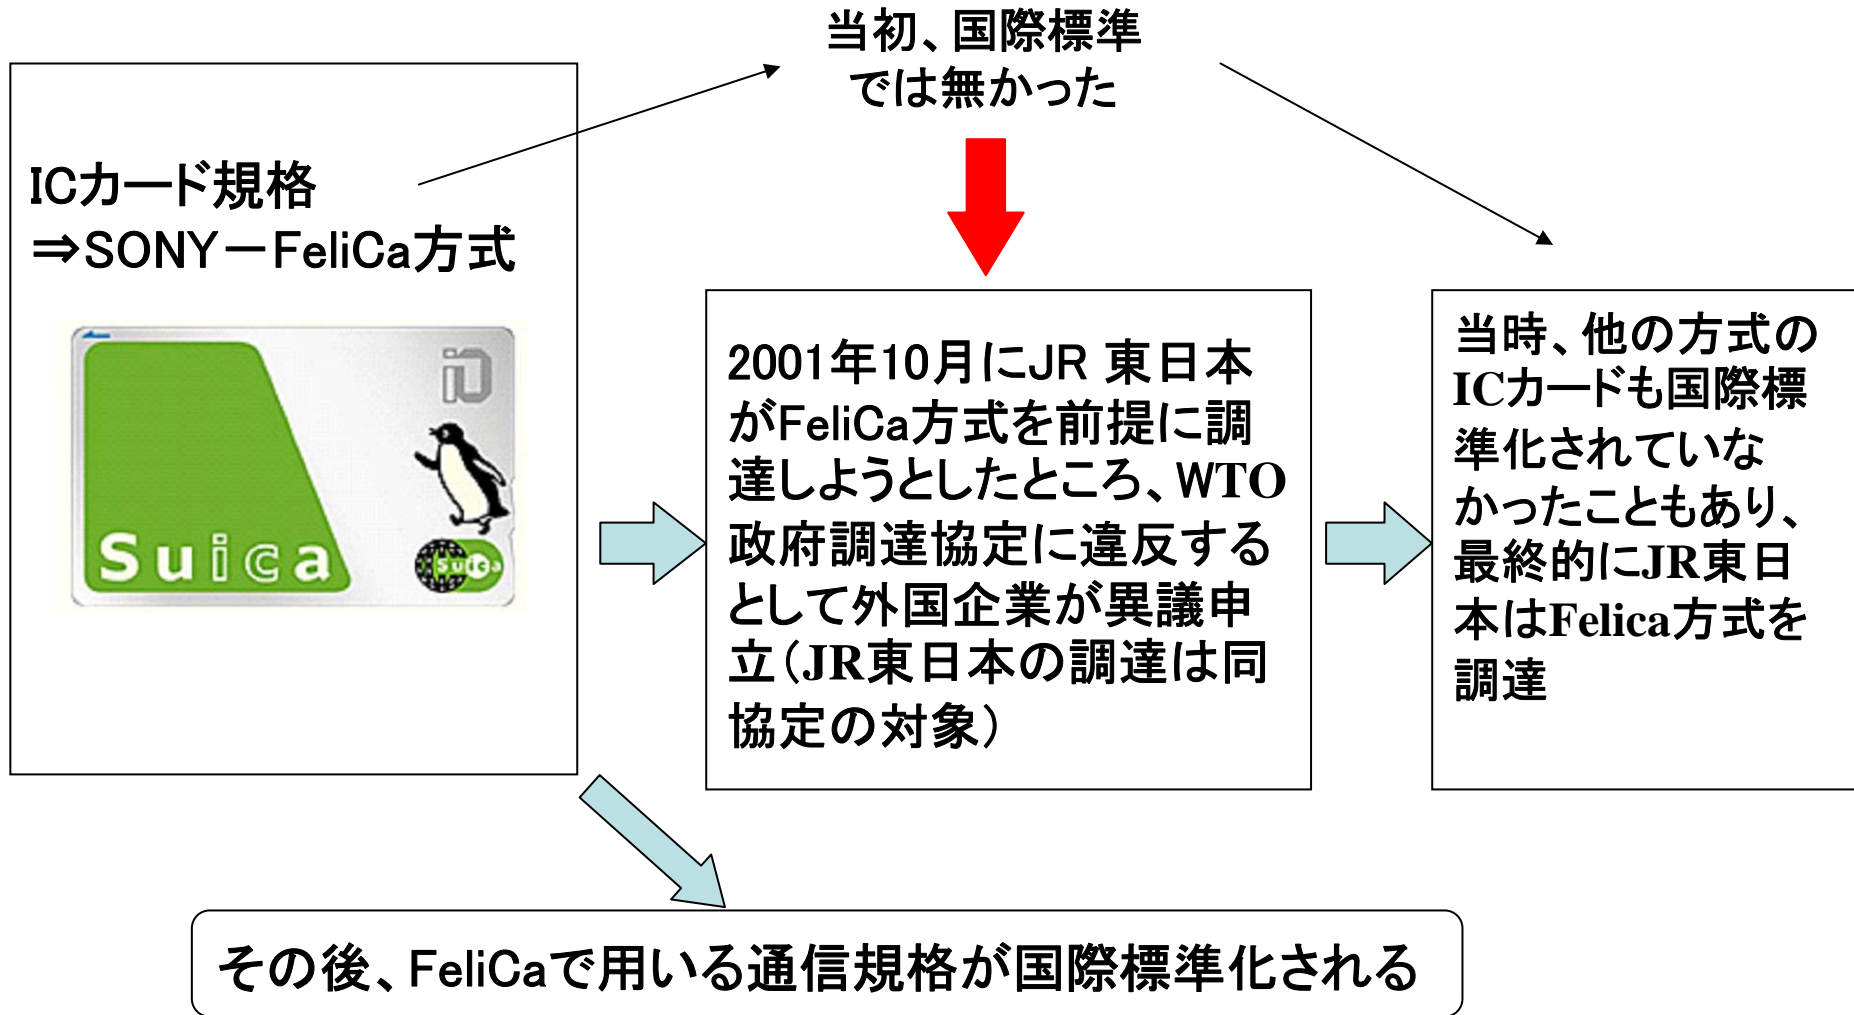 当初、国際標準
では無かった
ICカード規格
⇒SONY－FeliCa方式
Suica
Suica
2001年10月にJR 東日本
がFeliCa方式を前提に調
達しようとしたところ、WTO
政府調達協定に違反する
として外国企業が異議申
立（JR東日本の調達は同
協定の対象）
当時、他の方式の
ICカードも国際標
準化されていな
かったこともあり、
最終的にJR東日
本はFelica方式を
調達
その後、FeliCaで用いる通信規格が国際標準化される